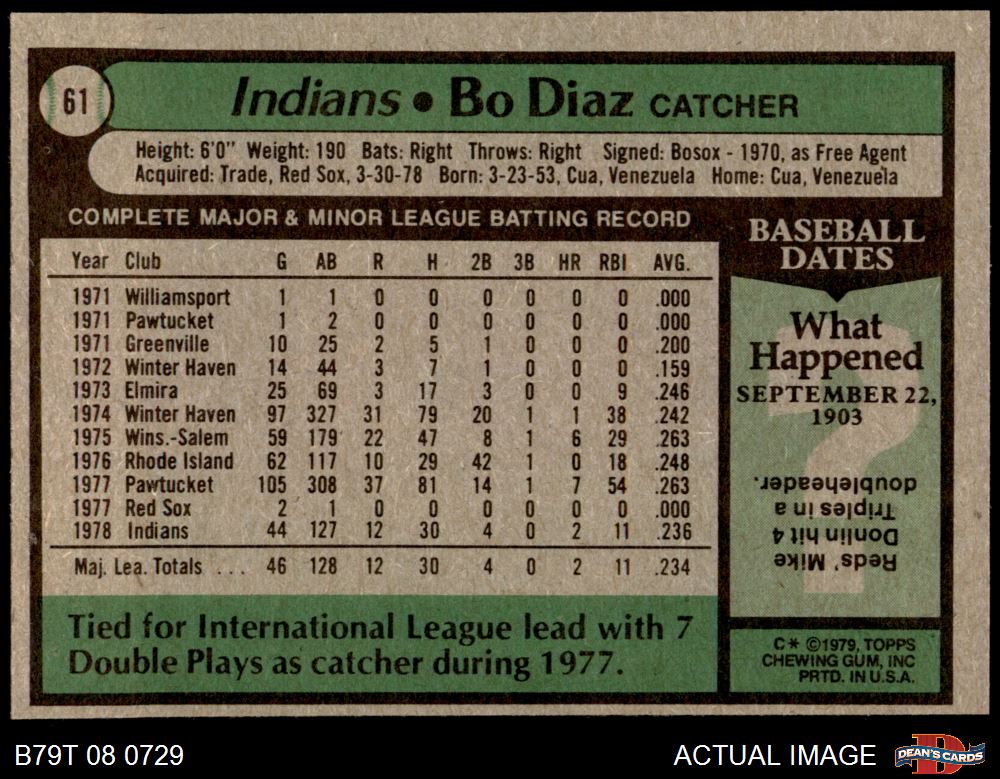 61
Indians • Bo Diaz CATCHER
Height: 6'0" Weight: 190 Bats: Right Throws: Right Signed: Bosox - 1970, as Free Agent
Acquired: Trade, Red Sox, 3-30-78 Born: 3-23-53, Cua, Venezuela Home: Cua, Venezuela
COMPLETE MAJOR & MINOR LEAGUE BATTING RECORD
Year Club G AB R H 2B 3B HR RBI AVG.
1971 Williamsport 1 1 0 0 0 0 0 0 .000
1971 Pawtucket 1 2 0 0 0 0 0 0 .000
1971 Greenville 10 25 2 5 1 0 0 0 .200
1972 Winter Haven 14 44 3 7 1 0 0 0 .159
1973 Elmira 25 69 3 17 3 0 0 9 .246
1974 Winter Haven 97 327 31 79 20 1 1 38 .242
1975 Wins.-Salem 59 179 22 47 8 1 6 29 .263
1976 Rhode Island 62 117 10 29 42 1 0 18 .248
1977 Pawtucket 105 308 37 81 14 1 7 54 .263
1977 Red Sox 2 1 0 0 0 0 0 0 .000
1978 Indians 44 127 12 30 4 0 2 11 .236
Maj. Lea. Totals ... 46 128 12 30 4 0 2 11 .234
Tied for International League lead with 7
Double Plays as catcher during 1977.
BASEBALL
DATES
What
Happened
SEPTEMBER 22,
1903
?
Reds' Mike
Donlin hit 4
Triples in a
doubleheader.
C* ©1979, TOPPS
CHEWING GUM, INC
PRTD. IN U.S.A.
B79T 08 0729
ACTUAL IMAGE
D
DEAN'S CARDS